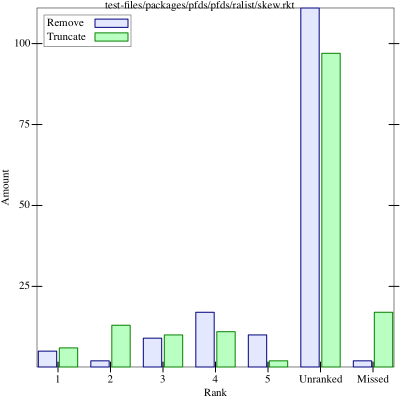 test-files/packages/pfds/pfds/ralist/skew.rkt
Remove
Truncate
100
75
50
25
Amount
1 2 3 4 5 Unranked Missed
Rank